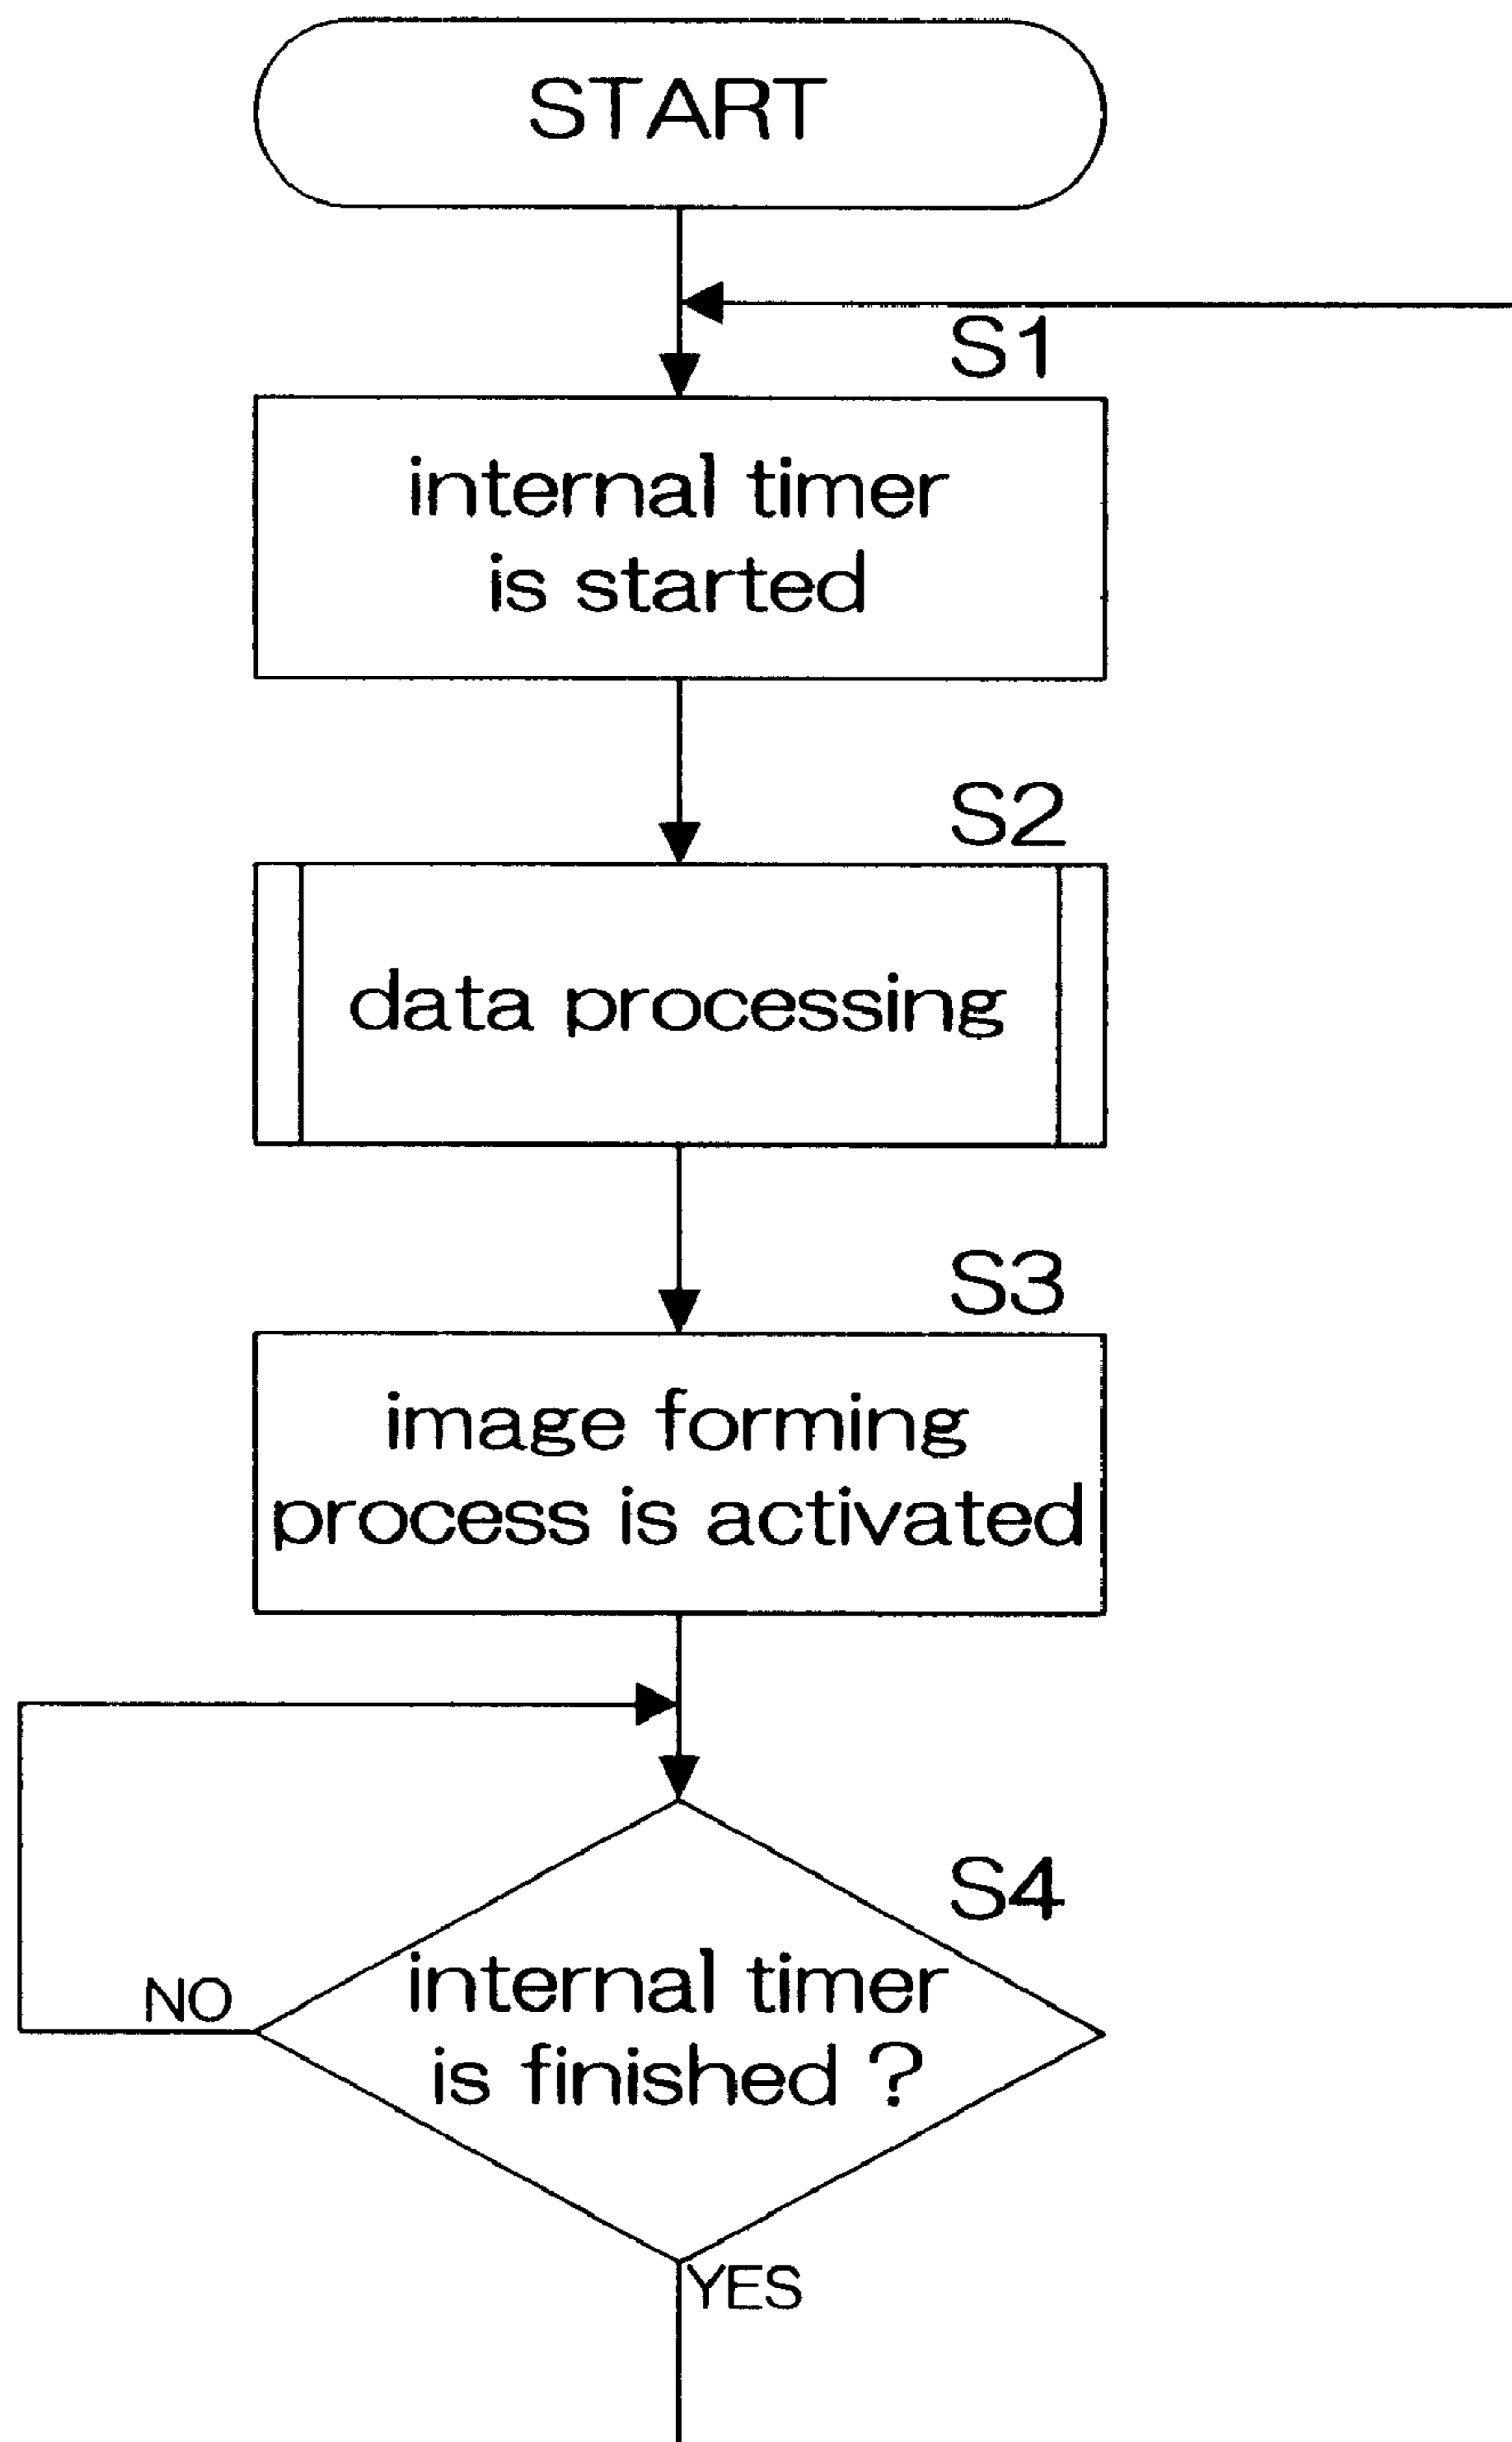 START
S1
internal timer
is started
S2
data processing
S3
image forming
process is activated
S4
internal timer
is finished ?
NO
YES